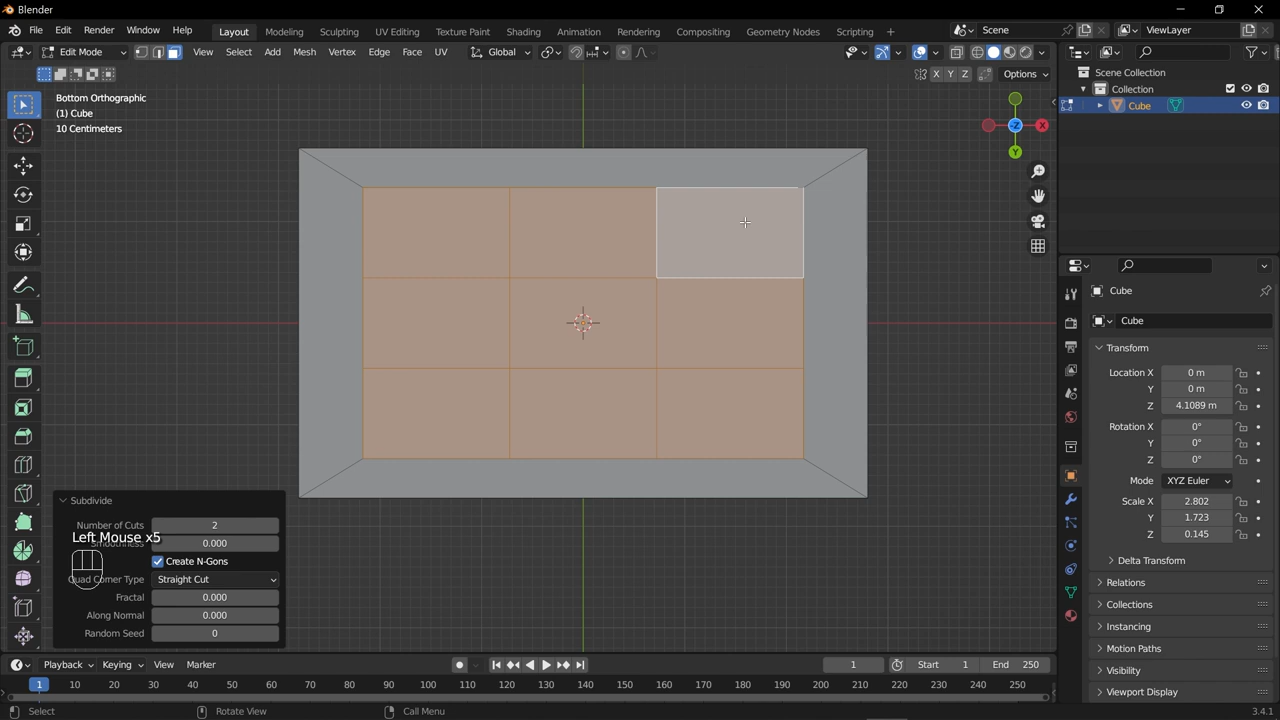 Blender
File Edit Render Window Help Layout Modeling Sculpting UV Editing Texture Paint Shading Animation Rendering Compositing Geometry Nodes Scripting Scene ViewLayer
Edit Mode View Select Add Mesh Vertex Edge Face UV Global
X Y Z Options
Scene Collection
Collection
Cube
Bottom Orthographic
(1) Cube
10 Centimeters
-Z X
Y
Cube
Cube
Transform
Location X 0 m
Y 0 m
Z 4.1089 m
Rotation X 0°
Y 0°
Z 0°
Mode XYZ Euler
Scale X 2.802
Y 1.723
Z 0.145
Delta Transform
Relations
Collections
Instancing
Motion Paths
Visibility
Viewport Display
Subdivide
Number of Cuts 2
Left Mouse x5
Smoothness 0.000
Create N-Gons
Quad Corner Type Straight Cut
Fractal 0.000
Along Normal 0.000
Random Seed 0
Playback Keying View Marker 1 Start 1 End 250
1 10 20 30 40 50 60 70 80 90 100 110 120 130 140 150 160 170 180 190 200 210 220 230 240 250
Select Rotate View Call Menu 3.4.1